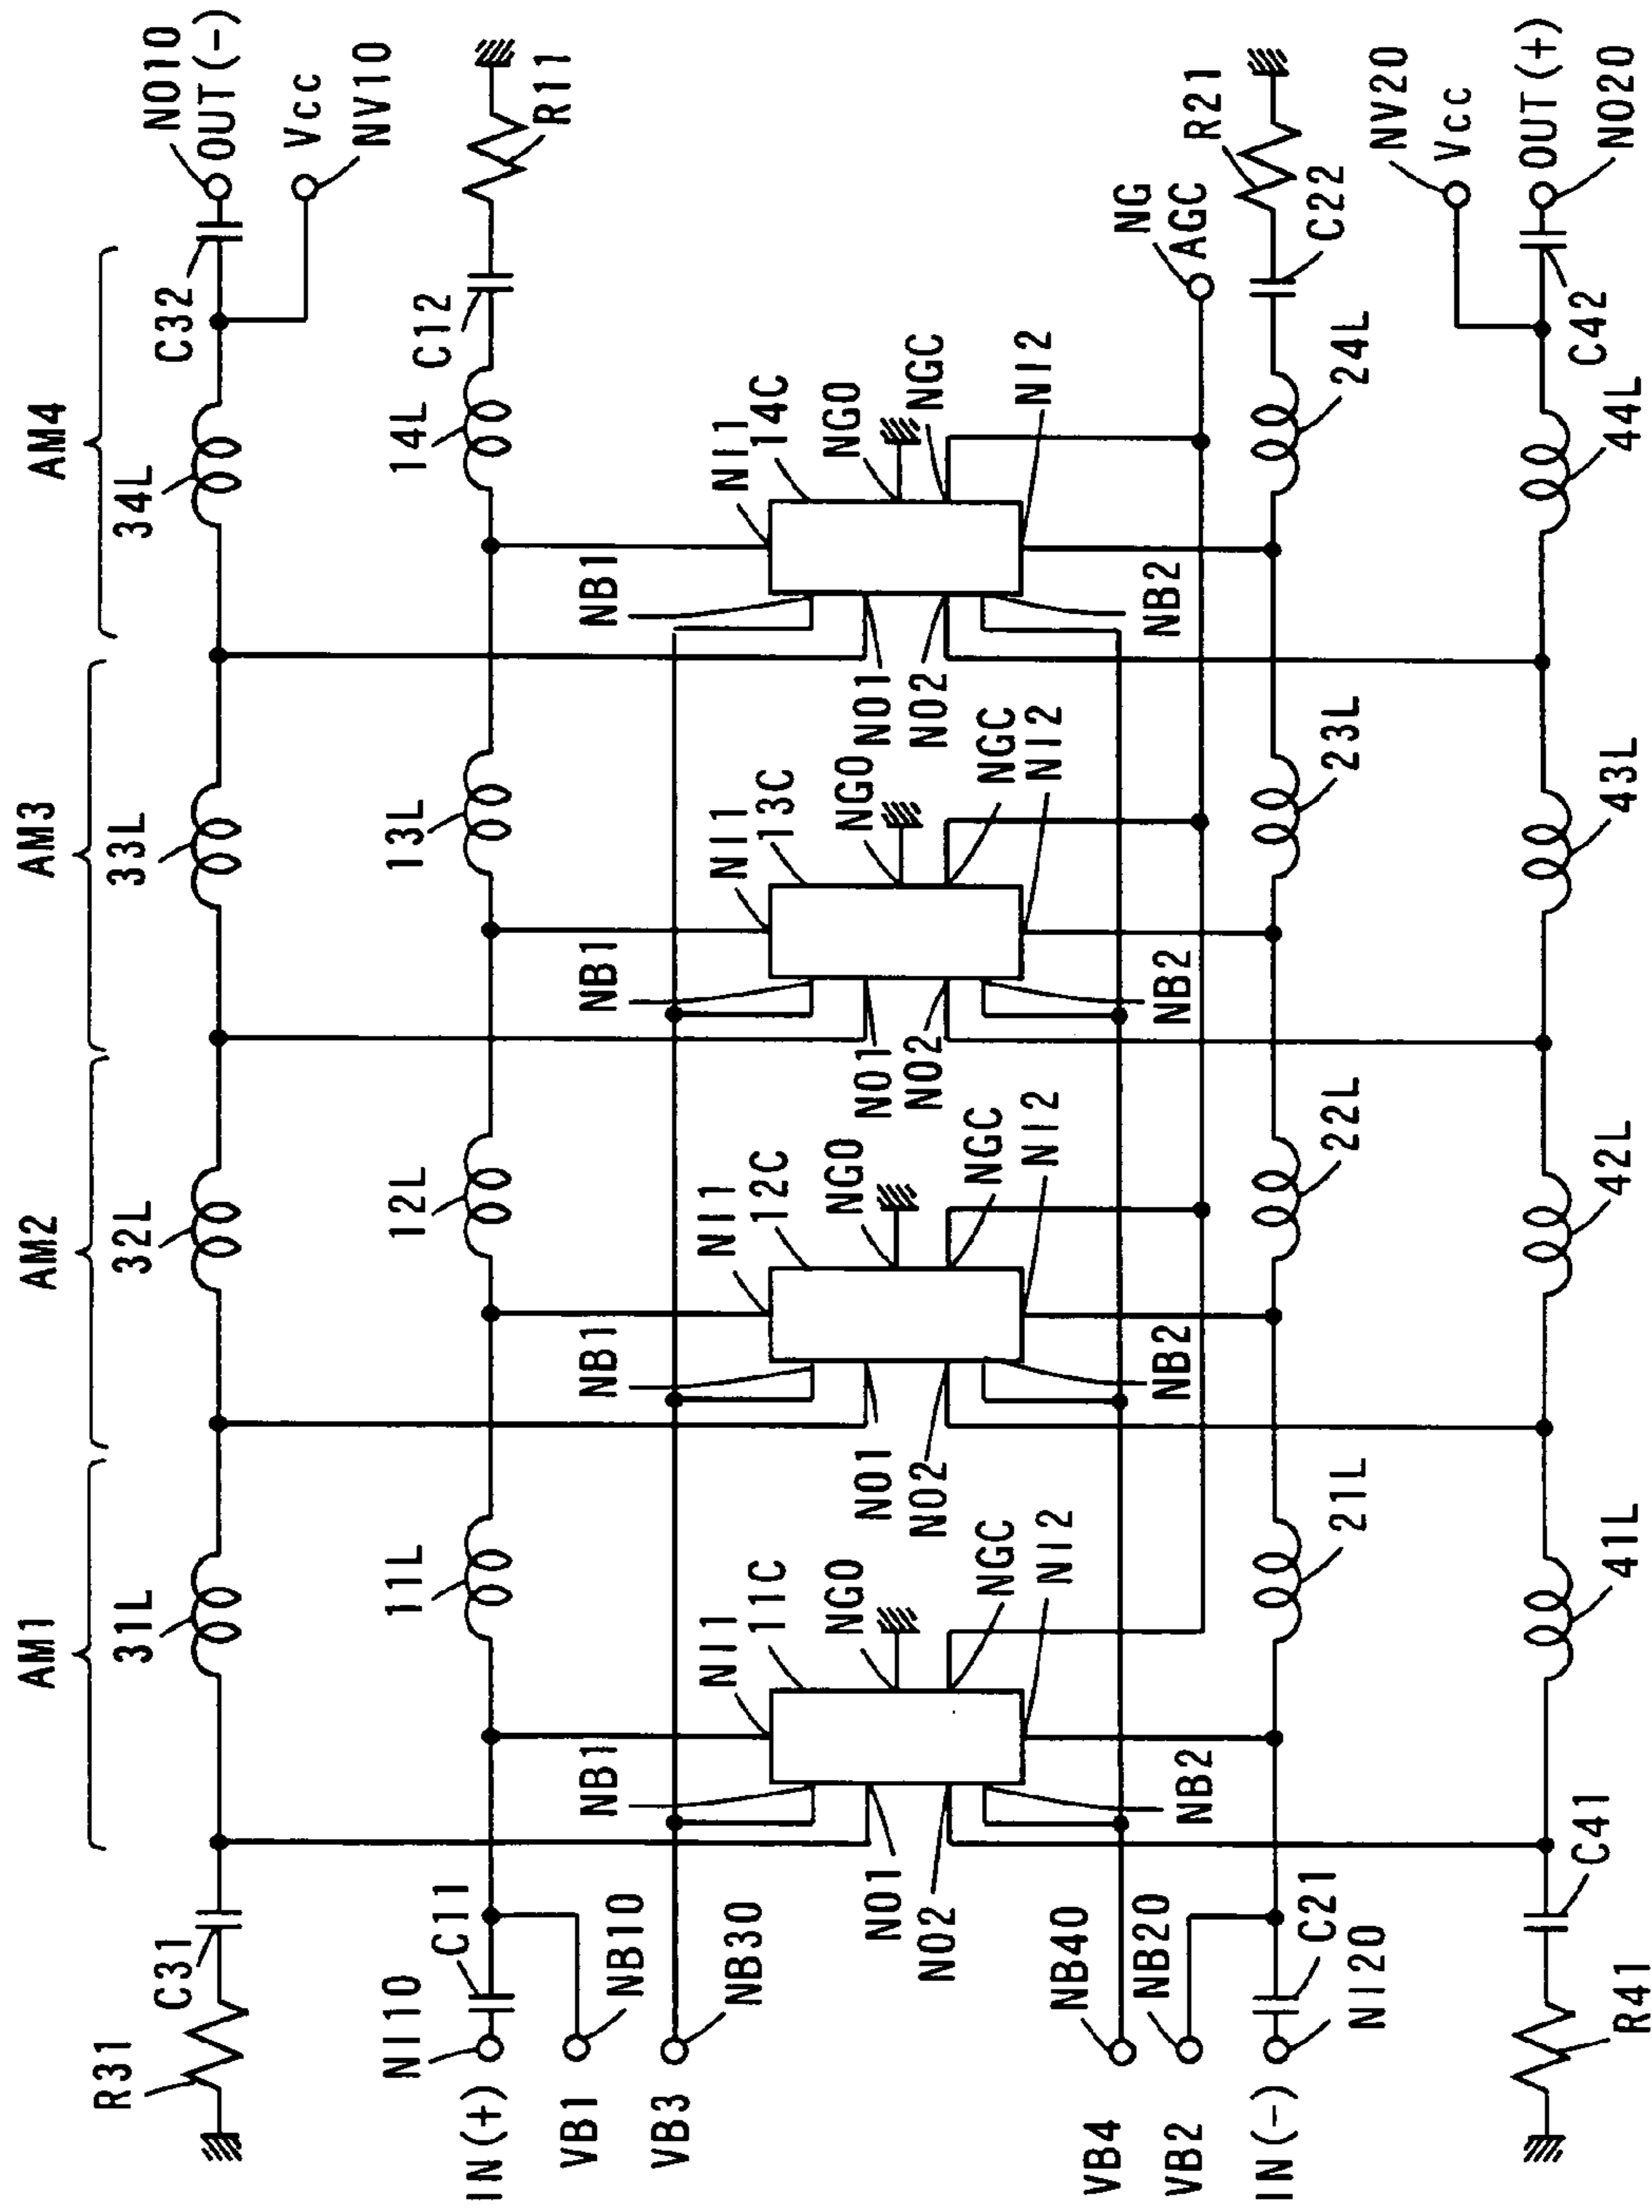 AM1
AM2
AM3
AM4
R31
C31
31L
32L
33L
34L
C32
NO10
OUT(-)
Vcc
NV10
IN(+)
NI10
C11
11L
12L
13L
14L
C12
R11
VB1
NB10
VB3
NB30
NB1
NI1
11C
NGO
NGC
NI2
NO1
NO2
NB2
NB1
NI1
12C
NGO
NGC
NI2
NO1
NO2
NB2
NB1
NI1
13C
NGO
NGC
NI2
NO1
NO2
NB2
NB1
NI1
14C
NGO
NGC
NI2
NO1
NO2
NB2
NG
AGC
VB4
NB40
VB2
NB20
IN(-)
NI20
C21
21L
22L
23L
24L
C22
R21
R41
C41
41L
42L
43L
44L
C42
NV20
Vcc
OUT(+)
NO20